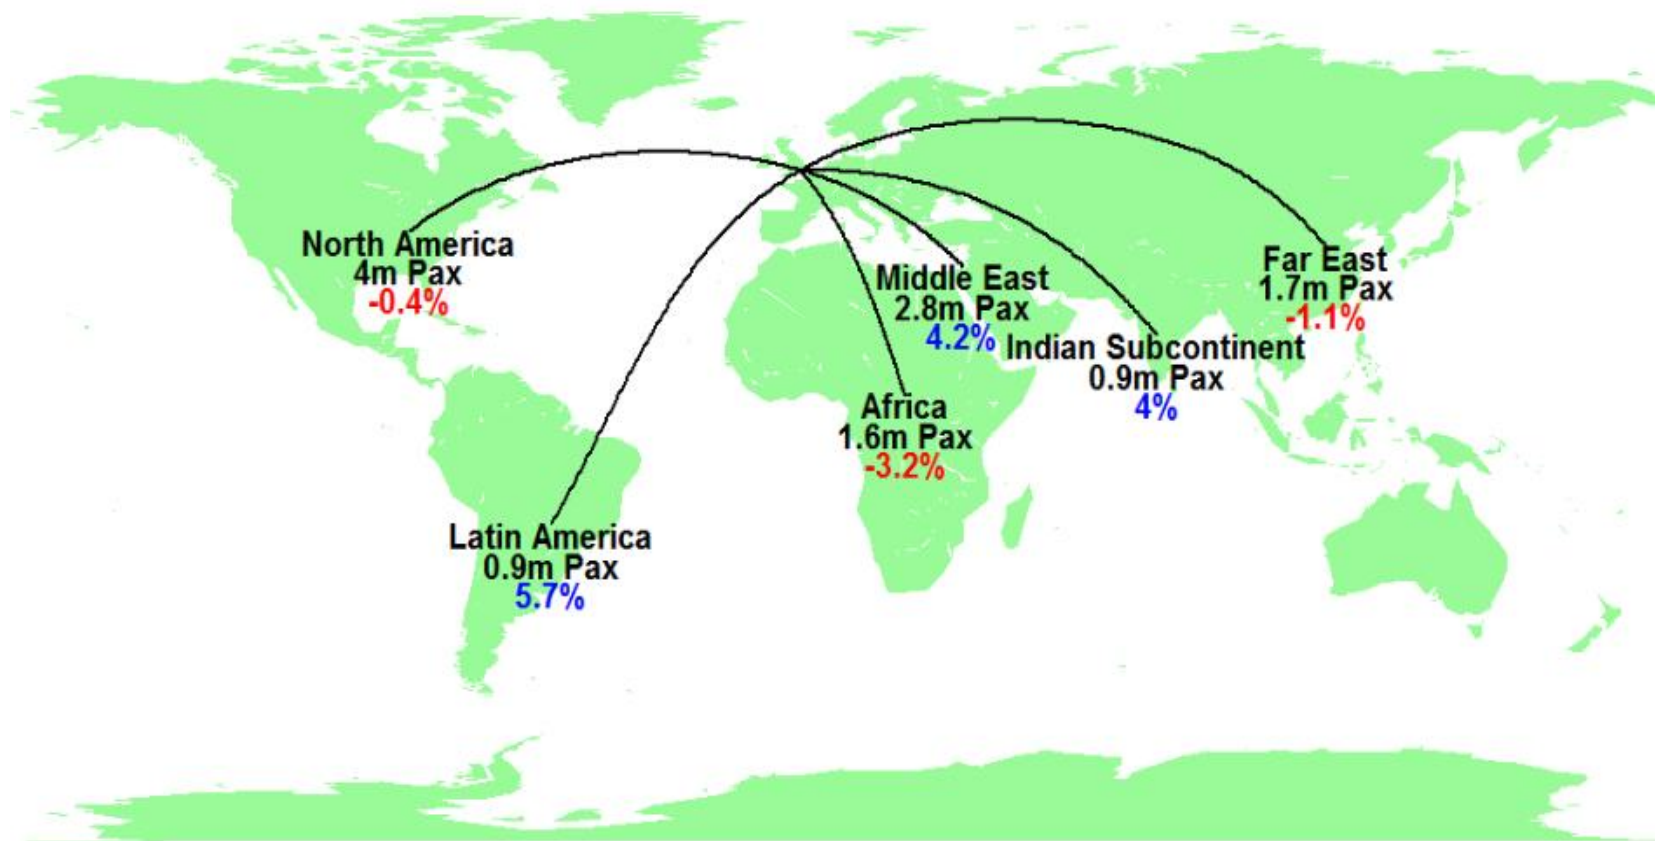 North America
4m Pax
-0.4%
Middle East
2.8m Pax
4.2%
Far East
1.7m Pax
-1.1%
Indian Subcontinent
0.9m Pax
4%
Africa
1.6m Pax
-3.2%
Latin America
0.9m Pax
5.7%